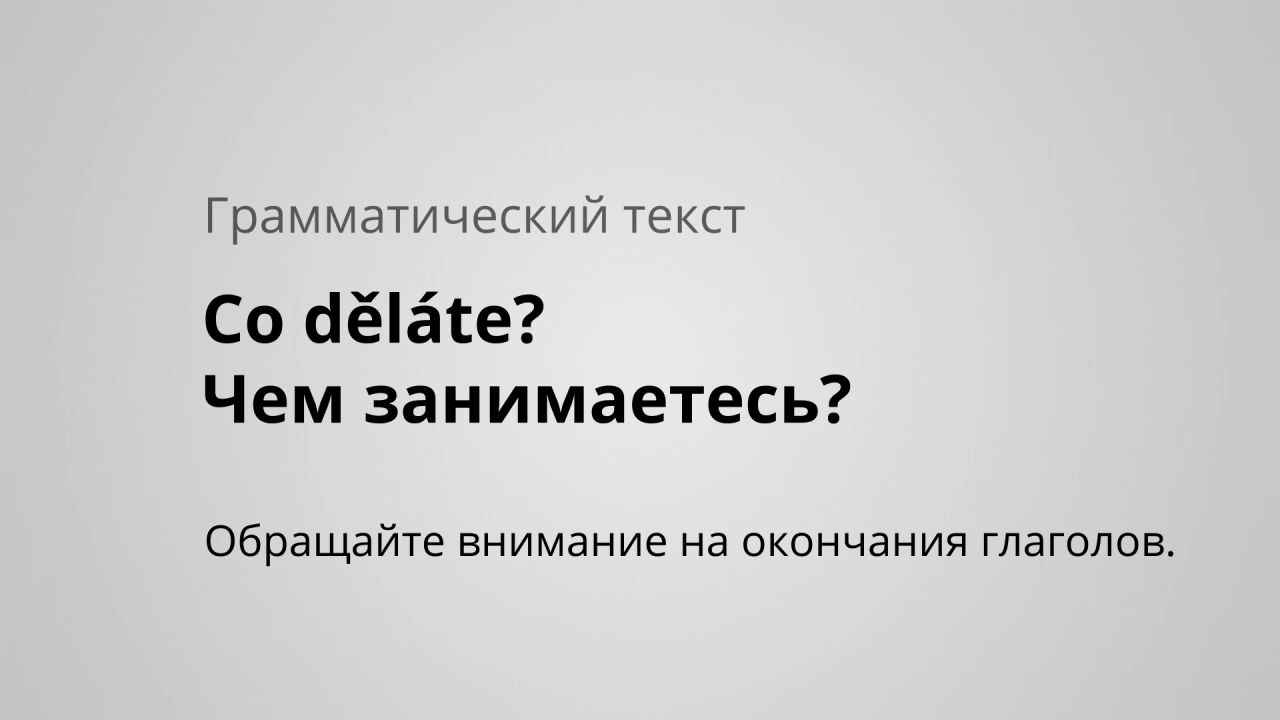 Грамматический текст
Co děláte?
Чем занимаетесь?
Обращайте внимание на окончания глаголов.